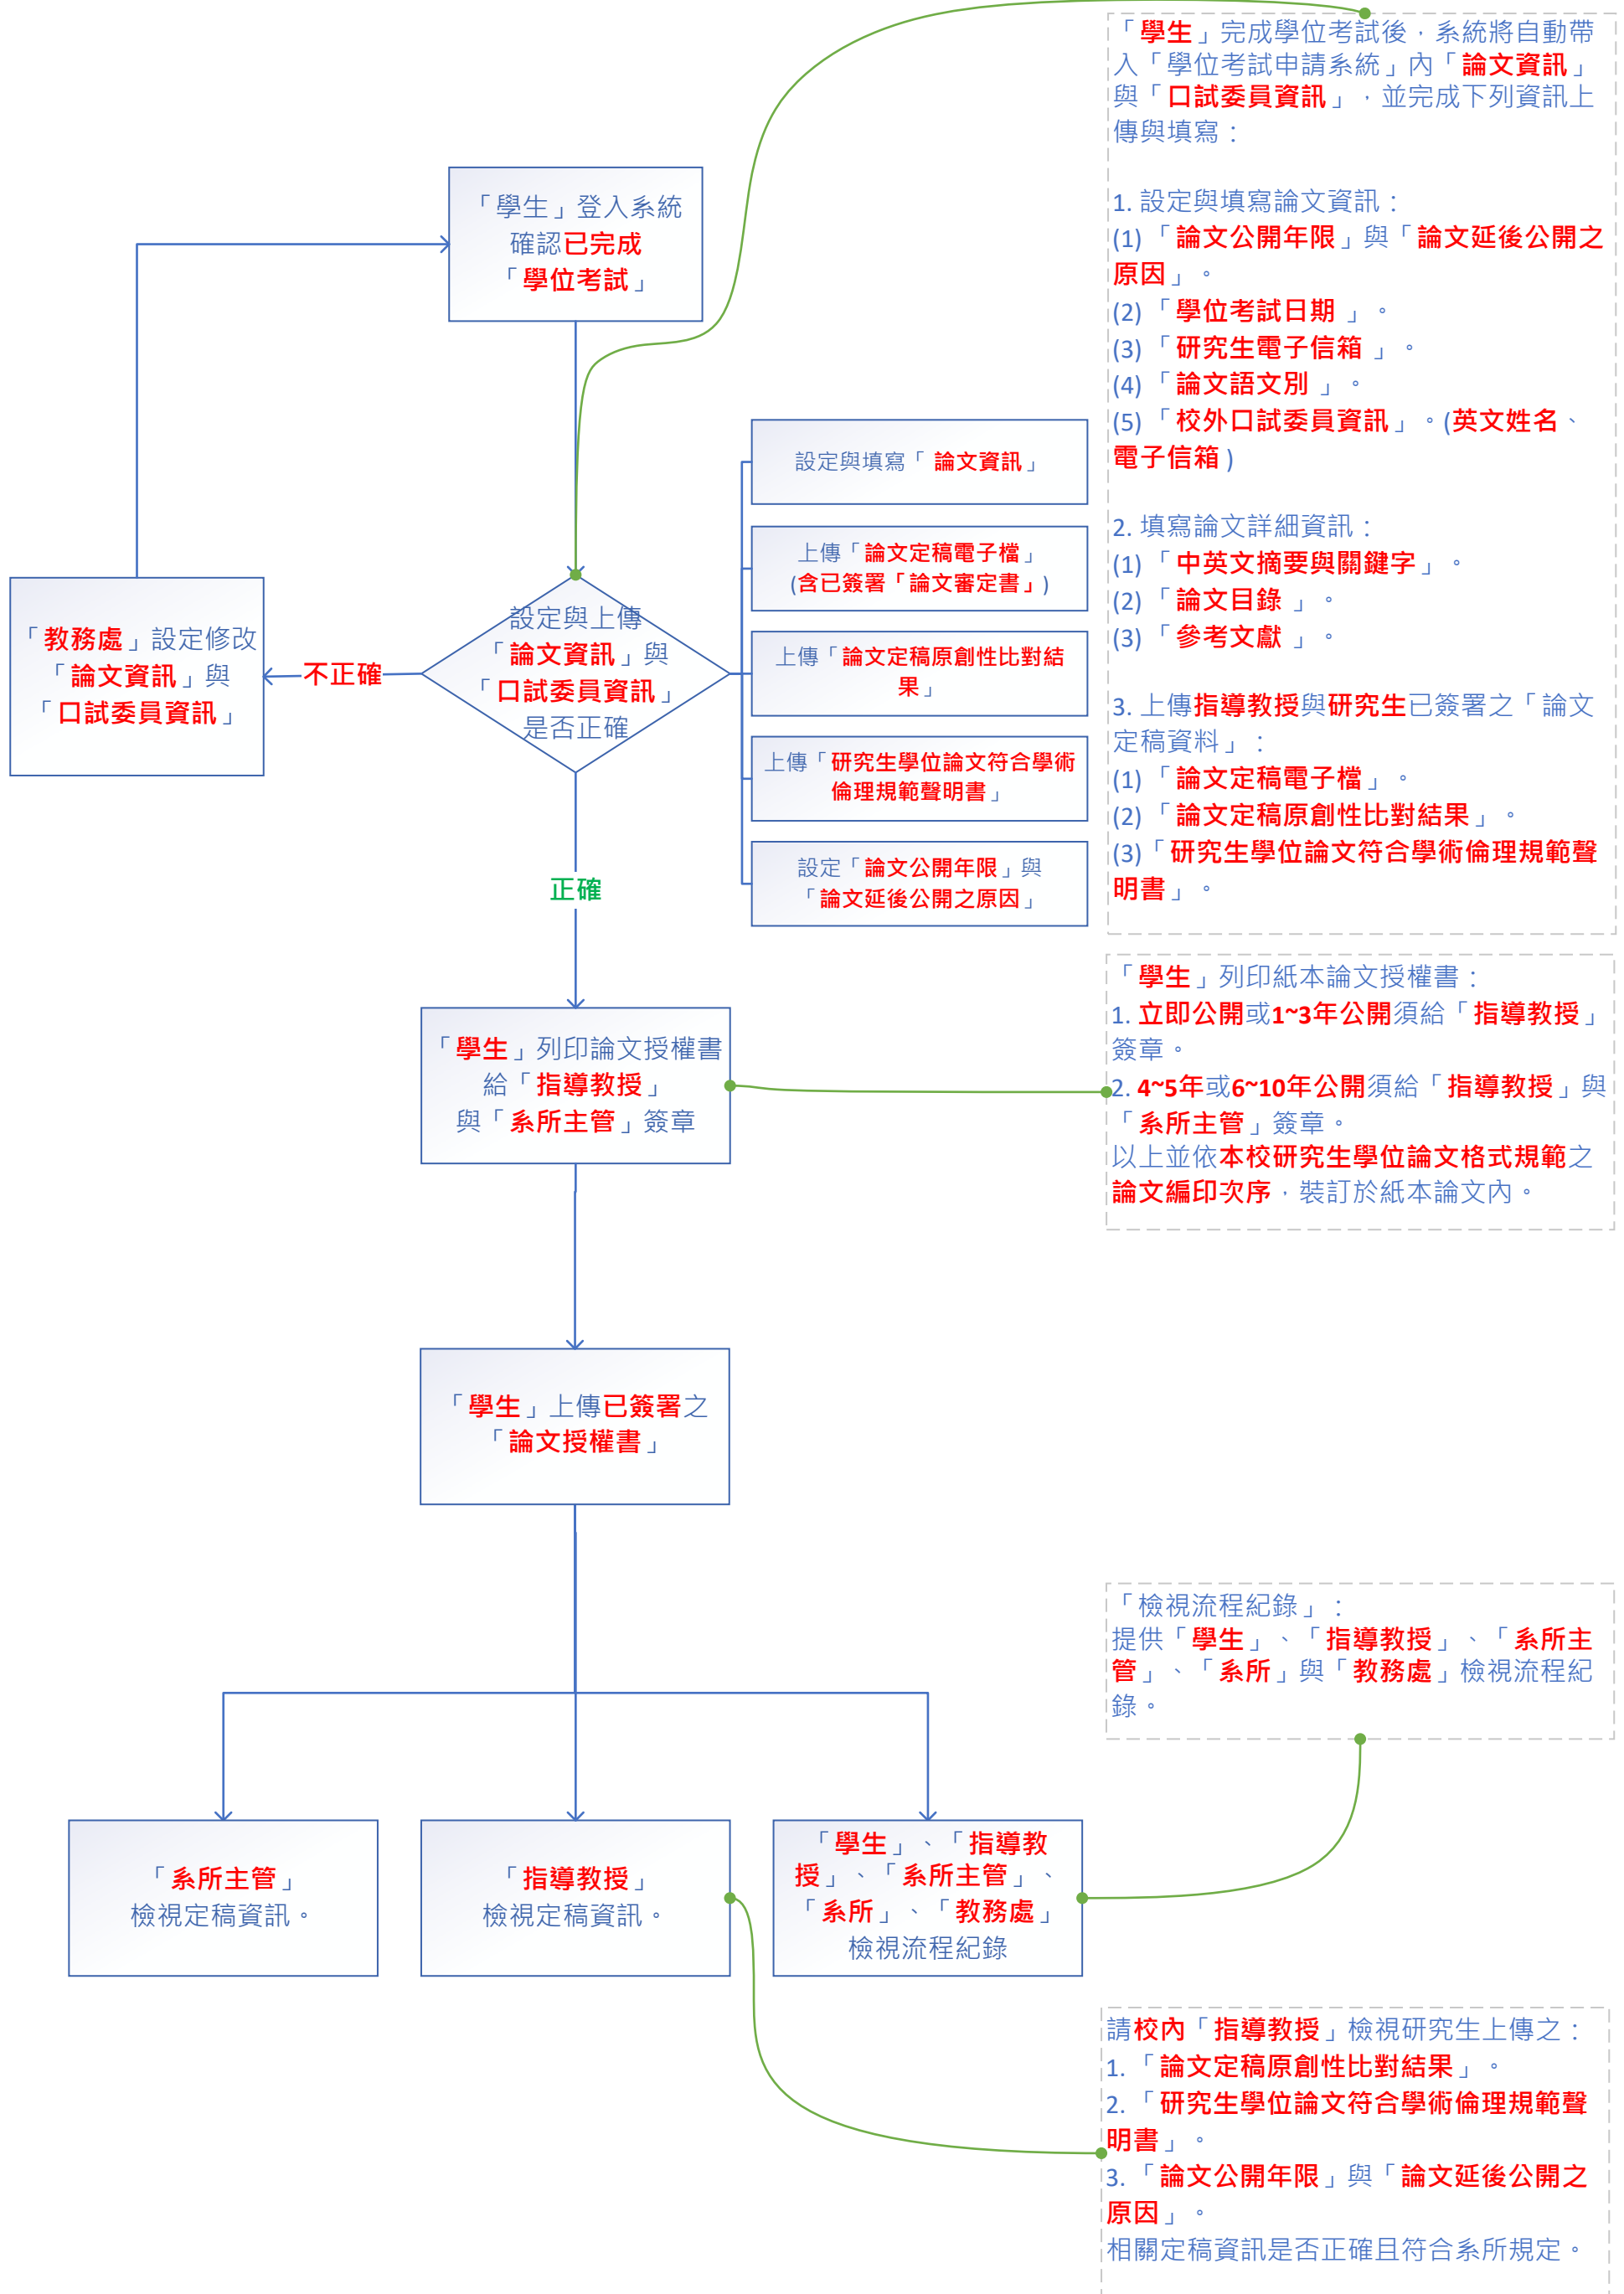 「學生」完成學位考試後，系統將自動帶
入「學位考試申請系統」內「論文資訊」
與「口試委員資訊」，並完成下列資訊上
傳與填寫：
1. 設定與填寫論文資訊：
(1) 「論文公開年限」與「論文延後公開之
原因」。
(2) 「學位考試日期 」。
(3) 「研究生電子信箱 」。
(4) 「論文語文別 」。
(5) 「校外口試委員資訊」。(英文姓名、
電子信箱)
2. 填寫論文詳細資訊：
(1) 「中英文摘要與關鍵字」。
(2) 「論文目錄 」。
(3) 「參考文獻 」。
3. 上傳指導教授與研究生已簽署之「論文
定稿資料」：
(1) 「論文定稿電子檔」。
(2) 「論文定稿原創性比對結果」。
(3)「研究生學位論文符合學術倫理規範聲
明書」。
「學生」登入系統
確認已完成
「學位考試」
設定與填寫「 論文資訊」
上傳「論文定稿電子檔」
(含已簽署「論文審定書」)
上傳「論文定稿原創性比對結
果」
上傳「研究生學位論文符合學術
倫理規範聲明書」
設定「論文公開年限」與
「論文延後公開之原因」
設定與上傳
「論文資訊」與
「口試委員資訊」
是否正確
不正確
「教務處」設定修改
「論文資訊」與
「口試委員資訊」
正確
「學生」列印論文授權書
給「指導教授」
與「系所主管」簽章
「學生」列印紙本論文授權書：
1. 立即公開或1~3年公開須給「指導教授」
簽章。
2. 4~5年或6~10年公開須給「指導教授」與
「系所主管」簽章。
以上並依本校研究生學位論文格式規範之
論文編印次序，裝訂於紙本論文內。
「學生」上傳已簽署之
「論文授權書」
「檢視流程紀錄」：
提供「學生」、「指導教授」、「系所主
管」、「系所」與「教務處」檢視流程紀
錄。
「系所主管」
檢視定稿資訊。
「指導教授」
檢視定稿資訊。
「學生」、「指導教
授」、「系所主管」、
「系所」、「教務處」
檢視流程紀錄
請校內「指導教授」檢視研究生上傳之：
1. 「論文定稿原創性比對結果」。
2. 「研究生學位論文符合學術倫理規範聲
明書」。
3. 「論文公開年限」與「論文延後公開之
原因」。
相關定稿資訊是否正確且符合系所規定。